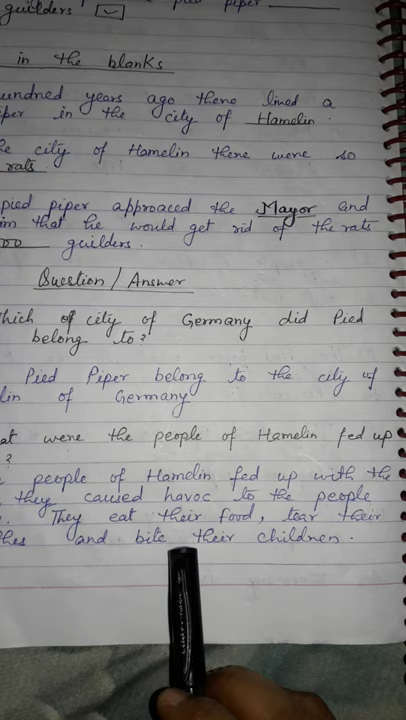 guilders
piper
in the blanks
undred years ago there lived a
per in the city of Hamelin.
e city of Hamelin there were so
rats.
pied piper approaced the Mayor and
im that he would get rid of the rats
00 guilders.
Question / Answer
hich of city of Germany did Pied
belong to?
Pied Piper belong to the city of
lin of Germany
at were the people of Hamelin fed up
?
people of Hamelin fed up with the
, they caused havoc to the people
. They eat their food, tear their
hes and bite their children.